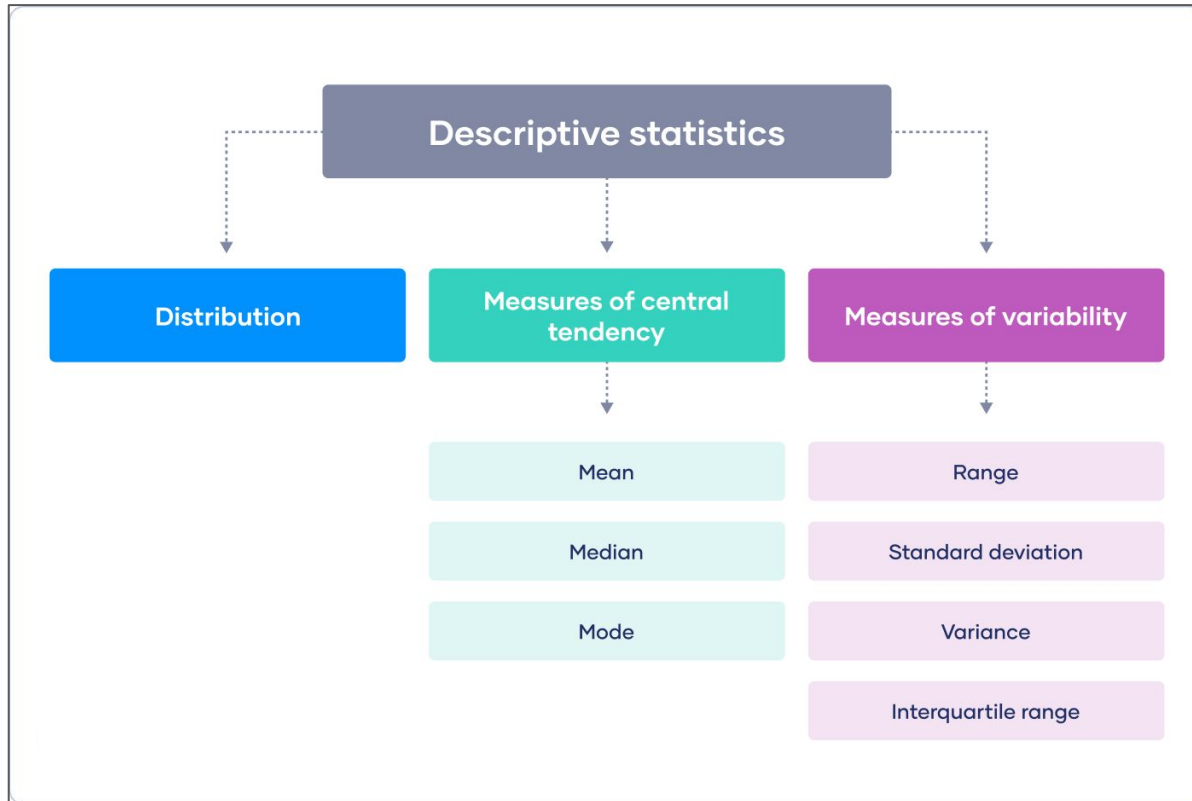 Descriptive statistics
Distribution
Measures of central
tendency
Measures of variability
Mean
Median
Mode
Range
Standard deviation
Variance
Interquartile range